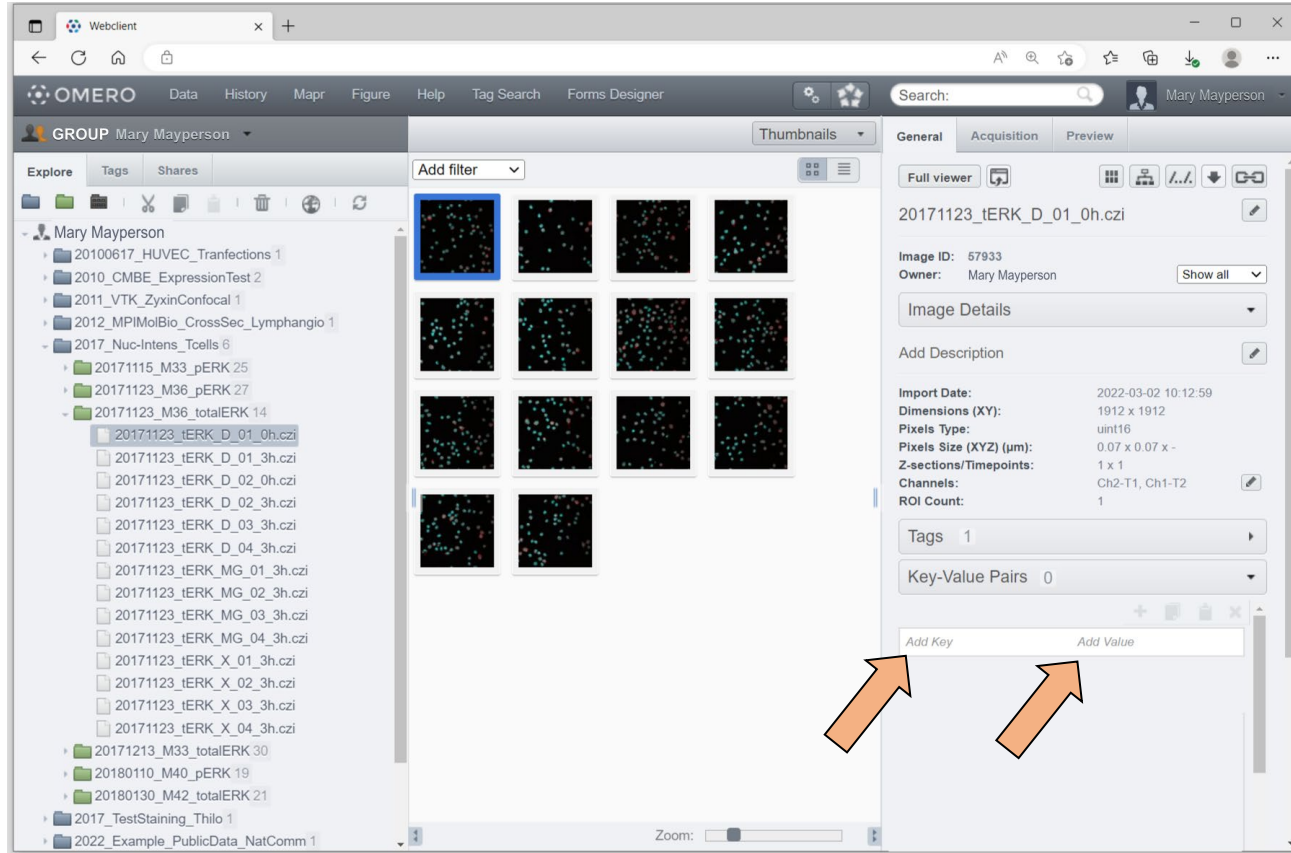 Webclient
OMERO Data History Mapr Figure Help Tag Search Forms Designer Search: Mary Mayperson
GROUP Mary Mayperson
Thumbnails
General Acquisition Preview
Explore Tags Shares
Add filter
Full viewer
/../.
Mary Mayperson
20100617_HUVEC_Tranfections 1
2010_CMBE_ExpressionTest 2
2011_VTK_ZyxinConfocal 1
2012_MPIMolBio_CrossSec_Lymphangio 1
2017_Nuc-Intens_Tcells 6
20171115_M33_pERK 25
20171123_M36_pERK 27
20171123_M36_totalERK 14
20171123_tERK_D_01_0h.czi
20171123_tERK_D_01_3h.czi
20171123_tERK_D_02_0h.czi
20171123_tERK_D_02_3h.czi
20171123_tERK_D_03_3h.czi
20171123_tERK_D_04_3h.czi
20171123_tERK_MG_01_3h.czi
20171123_tERK_MG_02_3h.czi
20171123_tERK_MG_03_3h.czi
20171123_tERK_MG_04_3h.czi
20171123_tERK_X_01_3h.czi
20171123_tERK_X_02_3h.czi
20171123_tERK_X_03_3h.czi
20171123_tERK_X_04_3h.czi
20171213_M33_totalERK 30
20180110_M40_pERK 19
20180130_M42_totalERK 21
2017_TestStaining_Thilo 1
2022_Example_PublicData_NatComm 1
Zoom:
20171123_tERK_D_01_0h.czi
Image ID: 57933
Owner: Mary Mayperson
Show all
Image Details
Add Description
Import Date: 2022-03-02 10:12:59
Dimensions (XY): 1912 x 1912
Pixels Type: uint16
Pixels Size (XYZ) (µm): 0.07 x 0.07 x -
Z-sections/Timepoints: 1 x 1
Channels: Ch2-T1, Ch1-T2
ROI Count: 1
Tags 1
Key-Value Pairs 0
Add Key Add Value